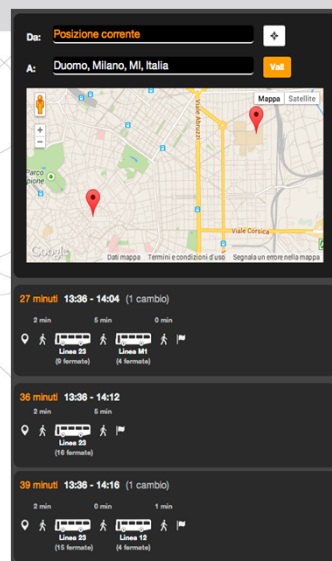 Da: Posizione corrente
A: Duomo, Milano, MI, Italia Vai!
Mappa Satellite
Viale Abruzzi
Parco
Viale Corsica
Google
Dati mappa Termini e condizioni d'uso Segnala un errore nella mappa
27 minuti 13:36 - 14:04 (1 cambio)
2 min 5 min 0 min
Linea 23 Linea M1
(9 fermate) (4 fermate)
36 minuti 13:36 - 14:12
2 min 5 min
Linea 23
(16 fermate)
39 minuti 13:36 - 14:16 (1 cambio)
2 min 0 min 1 min
Linea 23 Linea 12
(15 fermate) (4 fermate)